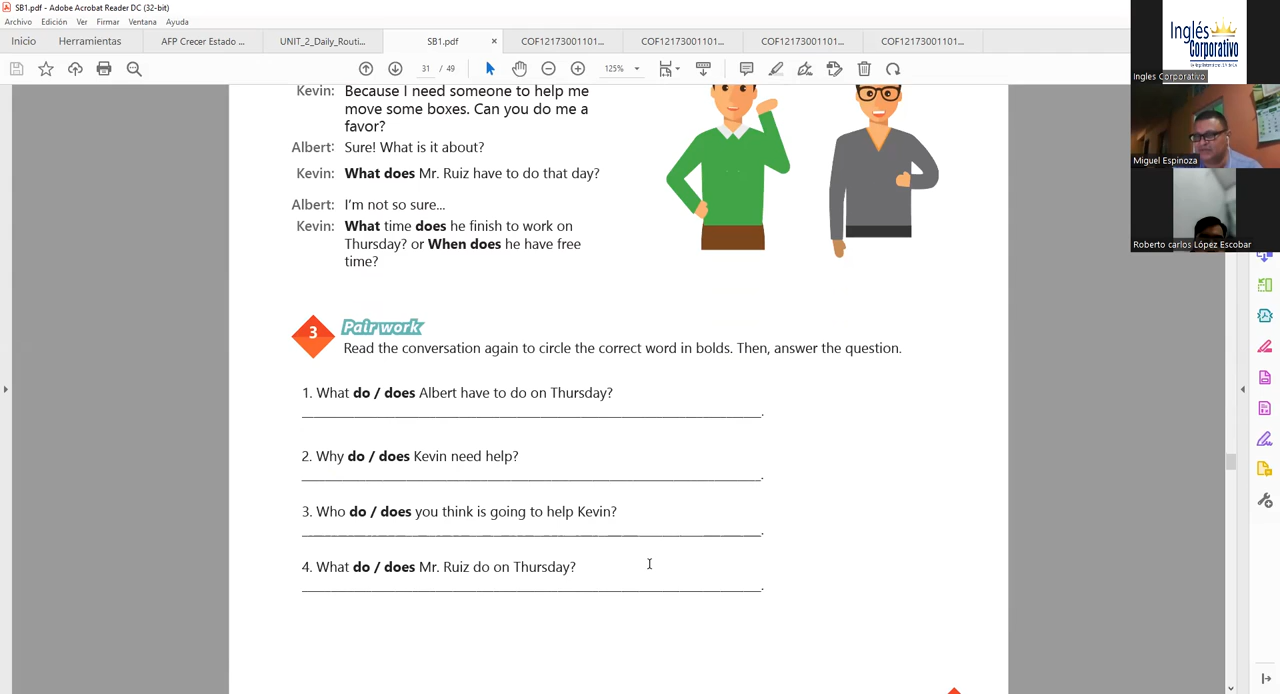 SB1.pdf - Adobe Acrobat Reader DC (32-bit)
Archivo Edición Ver Firmar Ventana Ayuda
Inicio Herramientas AFP Crecer Estado ... UNIT_2_Daily_Routi... SB1.pdf × COF12173001101... COF12173001101... COF12173001101... COF12173001101...
31 / 49 125%
Kevin: Because I need someone to help me
move some boxes. Can you do me a
favor?
Albert: Sure! What is it about?
Kevin: What does Mr. Ruiz have to do that day?
Albert: I'm not so sure...
Kevin: What time does he finish to work on
Thursday? or When does he have free
time?
3 Pair work
Read the conversation again to circle the correct word in bolds. Then, answer the question.
1. What do / does Albert have to do on Thursday?
2. Why do / does Kevin need help?
3. Who do / does you think is going to help Kevin?
4. What do / does Mr. Ruiz do on Thursday?
Inglés
Corporativo
Ingles Corporativo
Miguel Espinoza
Roberto carlos López Escobar